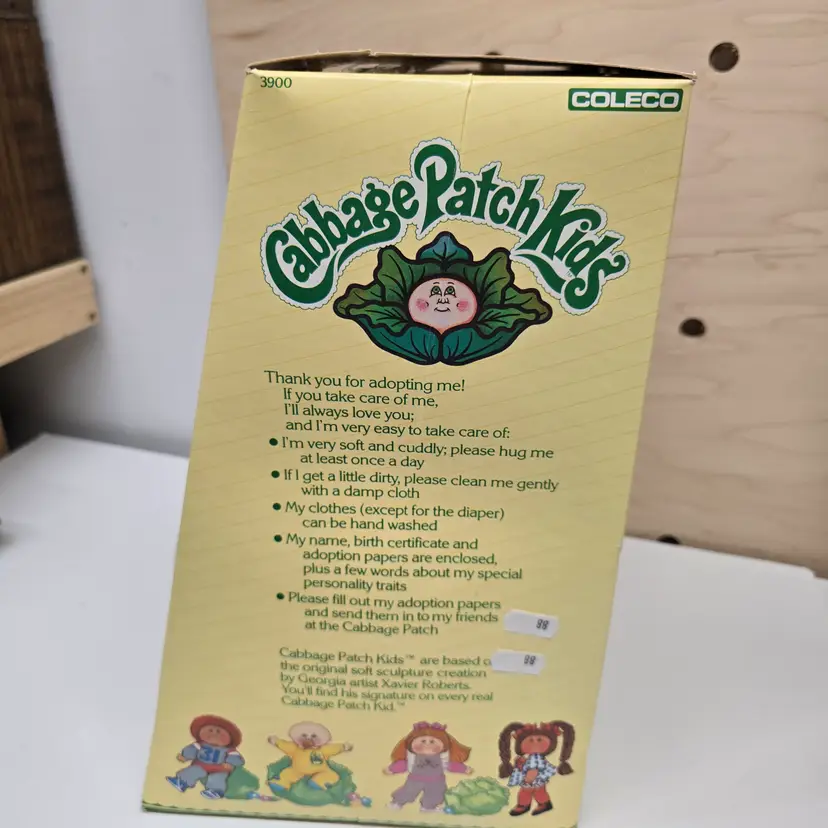 3900
COLECO
Cabbage Patch Kids
Thank you for adopting me!
If you take care of me,
I'll always love you;
and I'm very easy to take care of:
• I'm very soft and cuddly; please hug me
at least once a day
• If I get a little dirty, please clean me gently
with a damp cloth
• My clothes (except for the diaper)
can be hand washed
• My name, birth certificate and
adoption papers are enclosed,
plus a few words about my special
personality traits
• Please fill out my adoption papers
and send them in to my friends
at the Cabbage Patch
Cabbage Patch Kids™ are based
the original soft sculpture creation
by Georgia artist Xavier Roberts.
You'll find his signature on every real
Cabbage Patch Kid.™
31